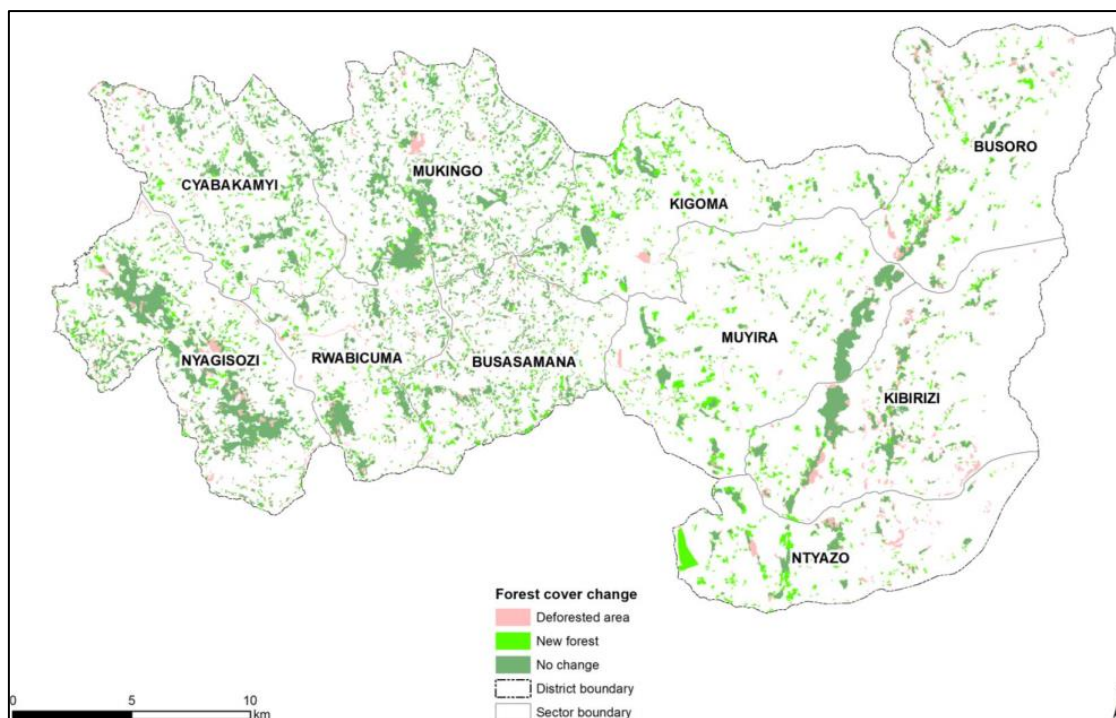 BUSORO
MUKINGO
CYABAKAMYI
KIGOMA
MUYIRA
NYAGISOZI
RWABICUMA
BUSASAMANA
KIBIRIZI
NTYAZO
Forest cover change
Deforested area
New forest
No change
District boundary
Sector boundary
0 5 10
km